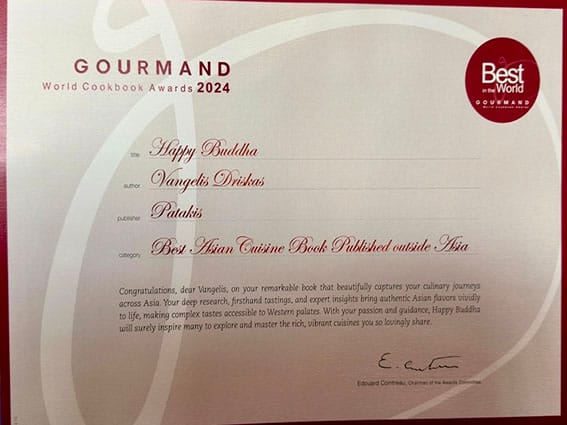 GOURMAND
World Cookbook Awards 2024
Best
in the World
GOURMAND
World Cookbook Awards
title Happy Buddha
author Vangelis Driskas
publisher Patakis
category Best Asian Cuisine Book Published outside Asia
Congratulations, dear Vangelis, on your remarkable book that beautifully captures your culinary journeys
across Asia. Your deep research, firsthand tastings, and expert insights bring authentic Asian flavors vividly
to life, making complex tastes accessible to Western palates. With your passion and guidance, Happy Buddha
will surely inspire many to explore and master the rich, vibrant cuisines you so lovingly share.
Edouard Cointreau, Chairman of the Awards Committee